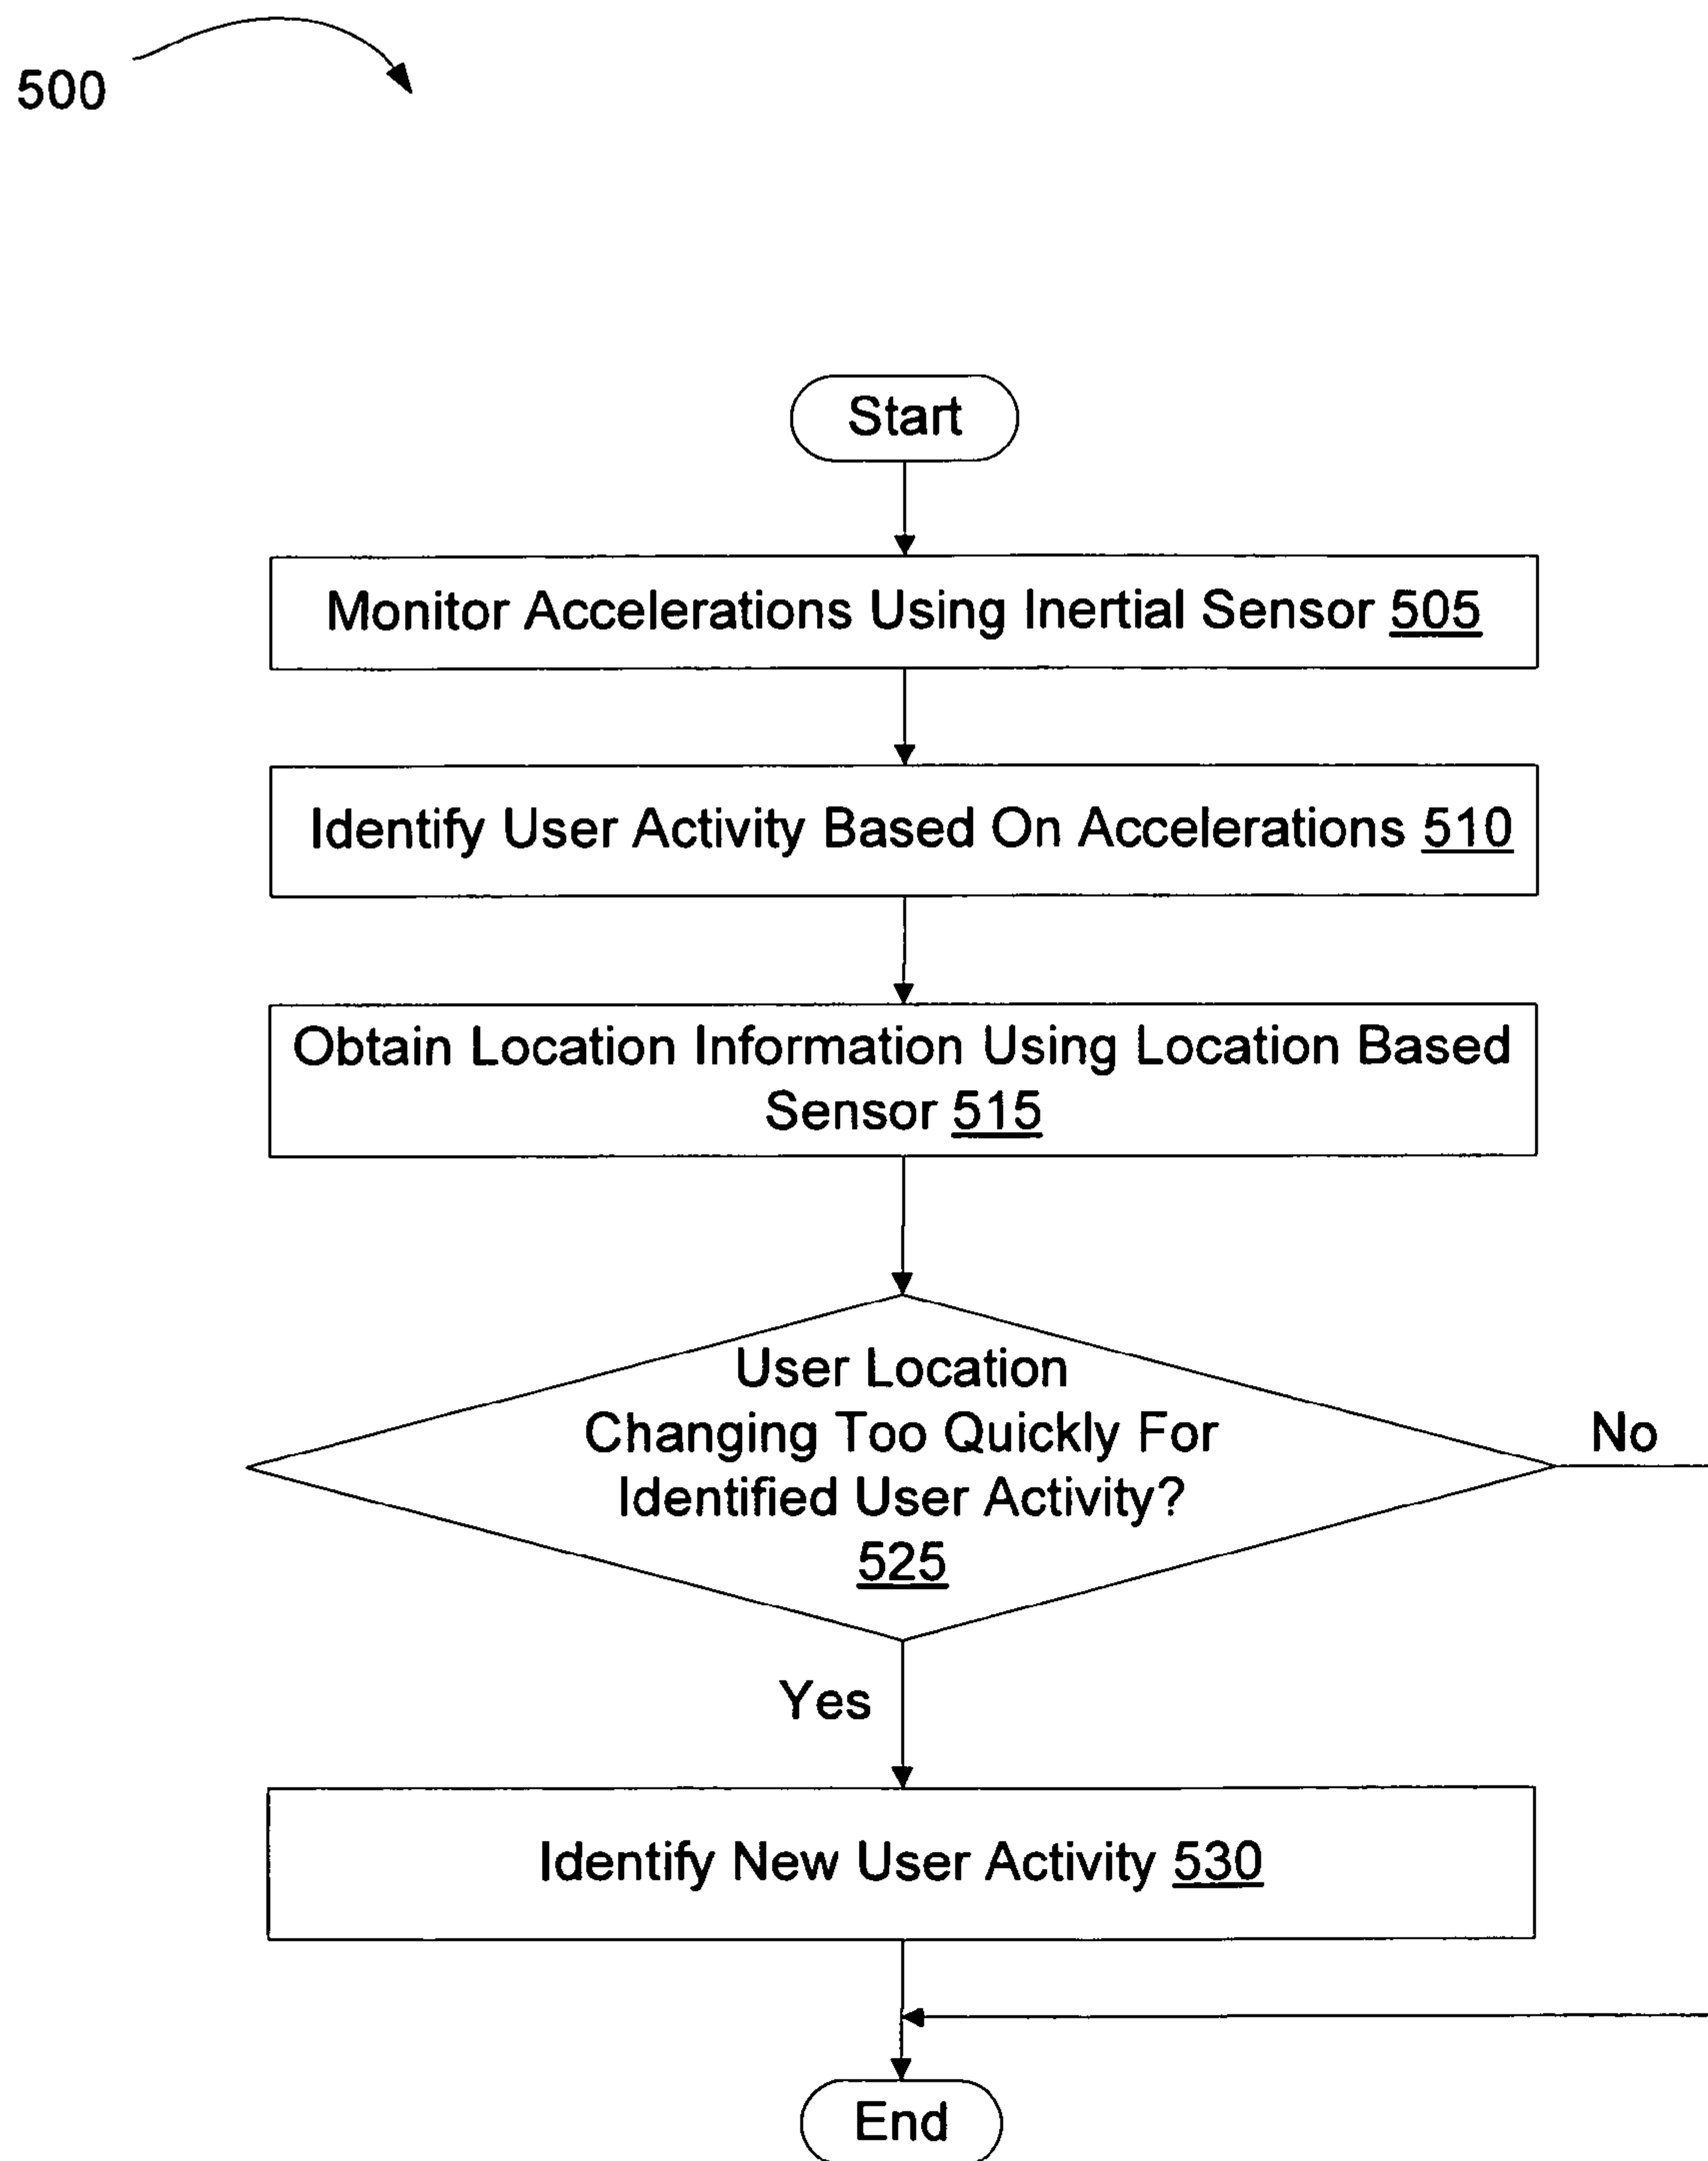 500
Start
Monitor Accelerations Using Inertial Sensor 505
Identify User Activity Based On Accelerations 510
Obtain Location Information Using Location Based
Sensor 515
User Location
Changing Too Quickly For
Identified User Activity?
525
No
Yes
Identify New User Activity 530
End